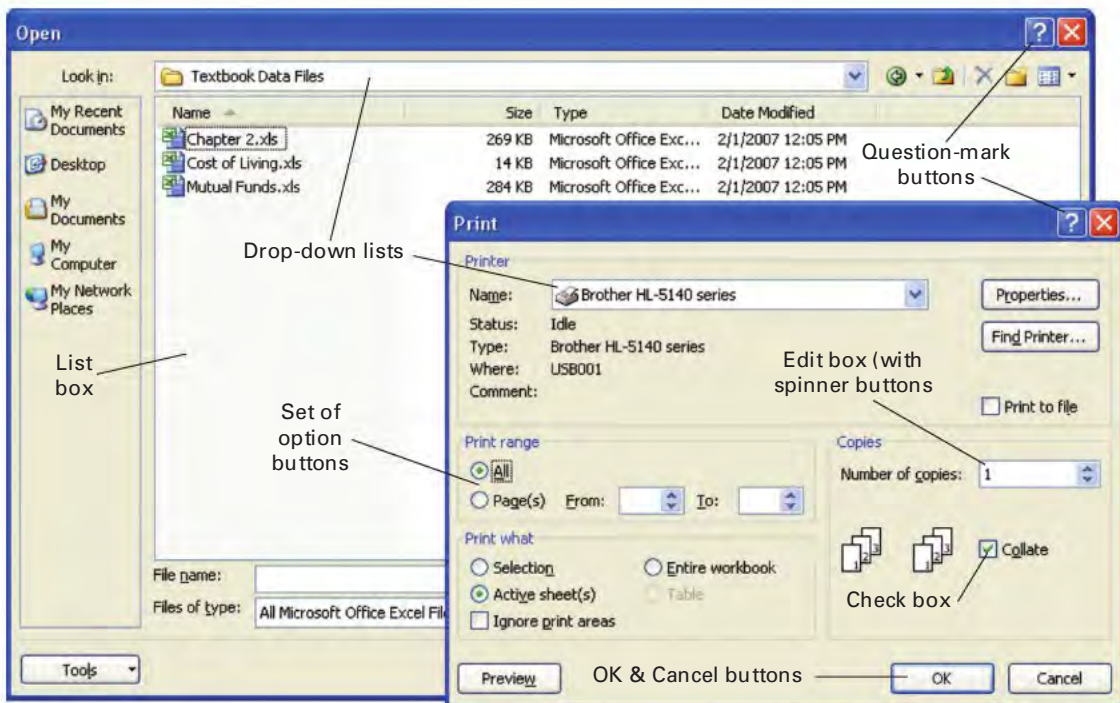 Open
?
Look in:
Textbook Data Files
My Recent
Documents
Desktop
My
Documents
My
Computer
My Network
Places
Name Size Type Date Modified
Chapter 2.xls 269 KB Microsoft Office Exc... 2/1/2007 12:05 PM
Cost of Living.xls 14 KB Microsoft Office Exc... 2/1/2007 12:05 PM
Mutual Funds.xls 284 KB Microsoft Office Exc... 2/1/2007 12:05 PM
Question-mark
buttons
Drop-down lists
List
box
Set of
option
buttons
File name:
Files of type: All Microsoft Office Excel Fil
Tools
Print
?
Printer
Name: Brother HL-5140 series
Properties...
Status: Idle
Find Printer...
Type: Brother HL-5140 series
Where: USB001
Comment:
Edit box (with
spinner buttons
Print to file
Print range
All
Page(s) From: To:
Copies
Number of copies: 1
1 2 3
1 2 3
Collate
Check box
Print what
Selection Entire workbook
Active sheet(s) Table
Ignore print areas
Preview
OK & Cancel buttons
OK
Cancel